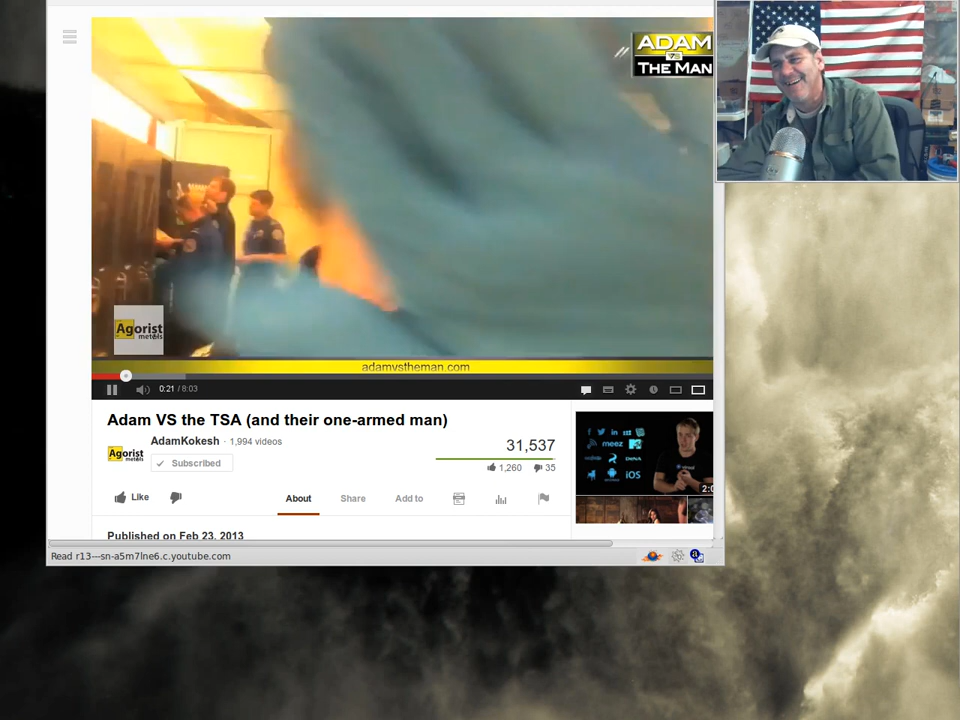 ADAM
VS
THE MAN
Agorist
metals
adamvstheman.com
0:21 / 8:03
Adam VS the TSA (and their one-armed man)
AdamKokesh · 1,994 videos
31,537
Agorist
metals
Subscribed
1,260
35
Like
About
Share
Add to
Published on Feb 23, 2013
meez
iOS
2:0
Read r13---sn-a5m7lne6.c.youtube.com